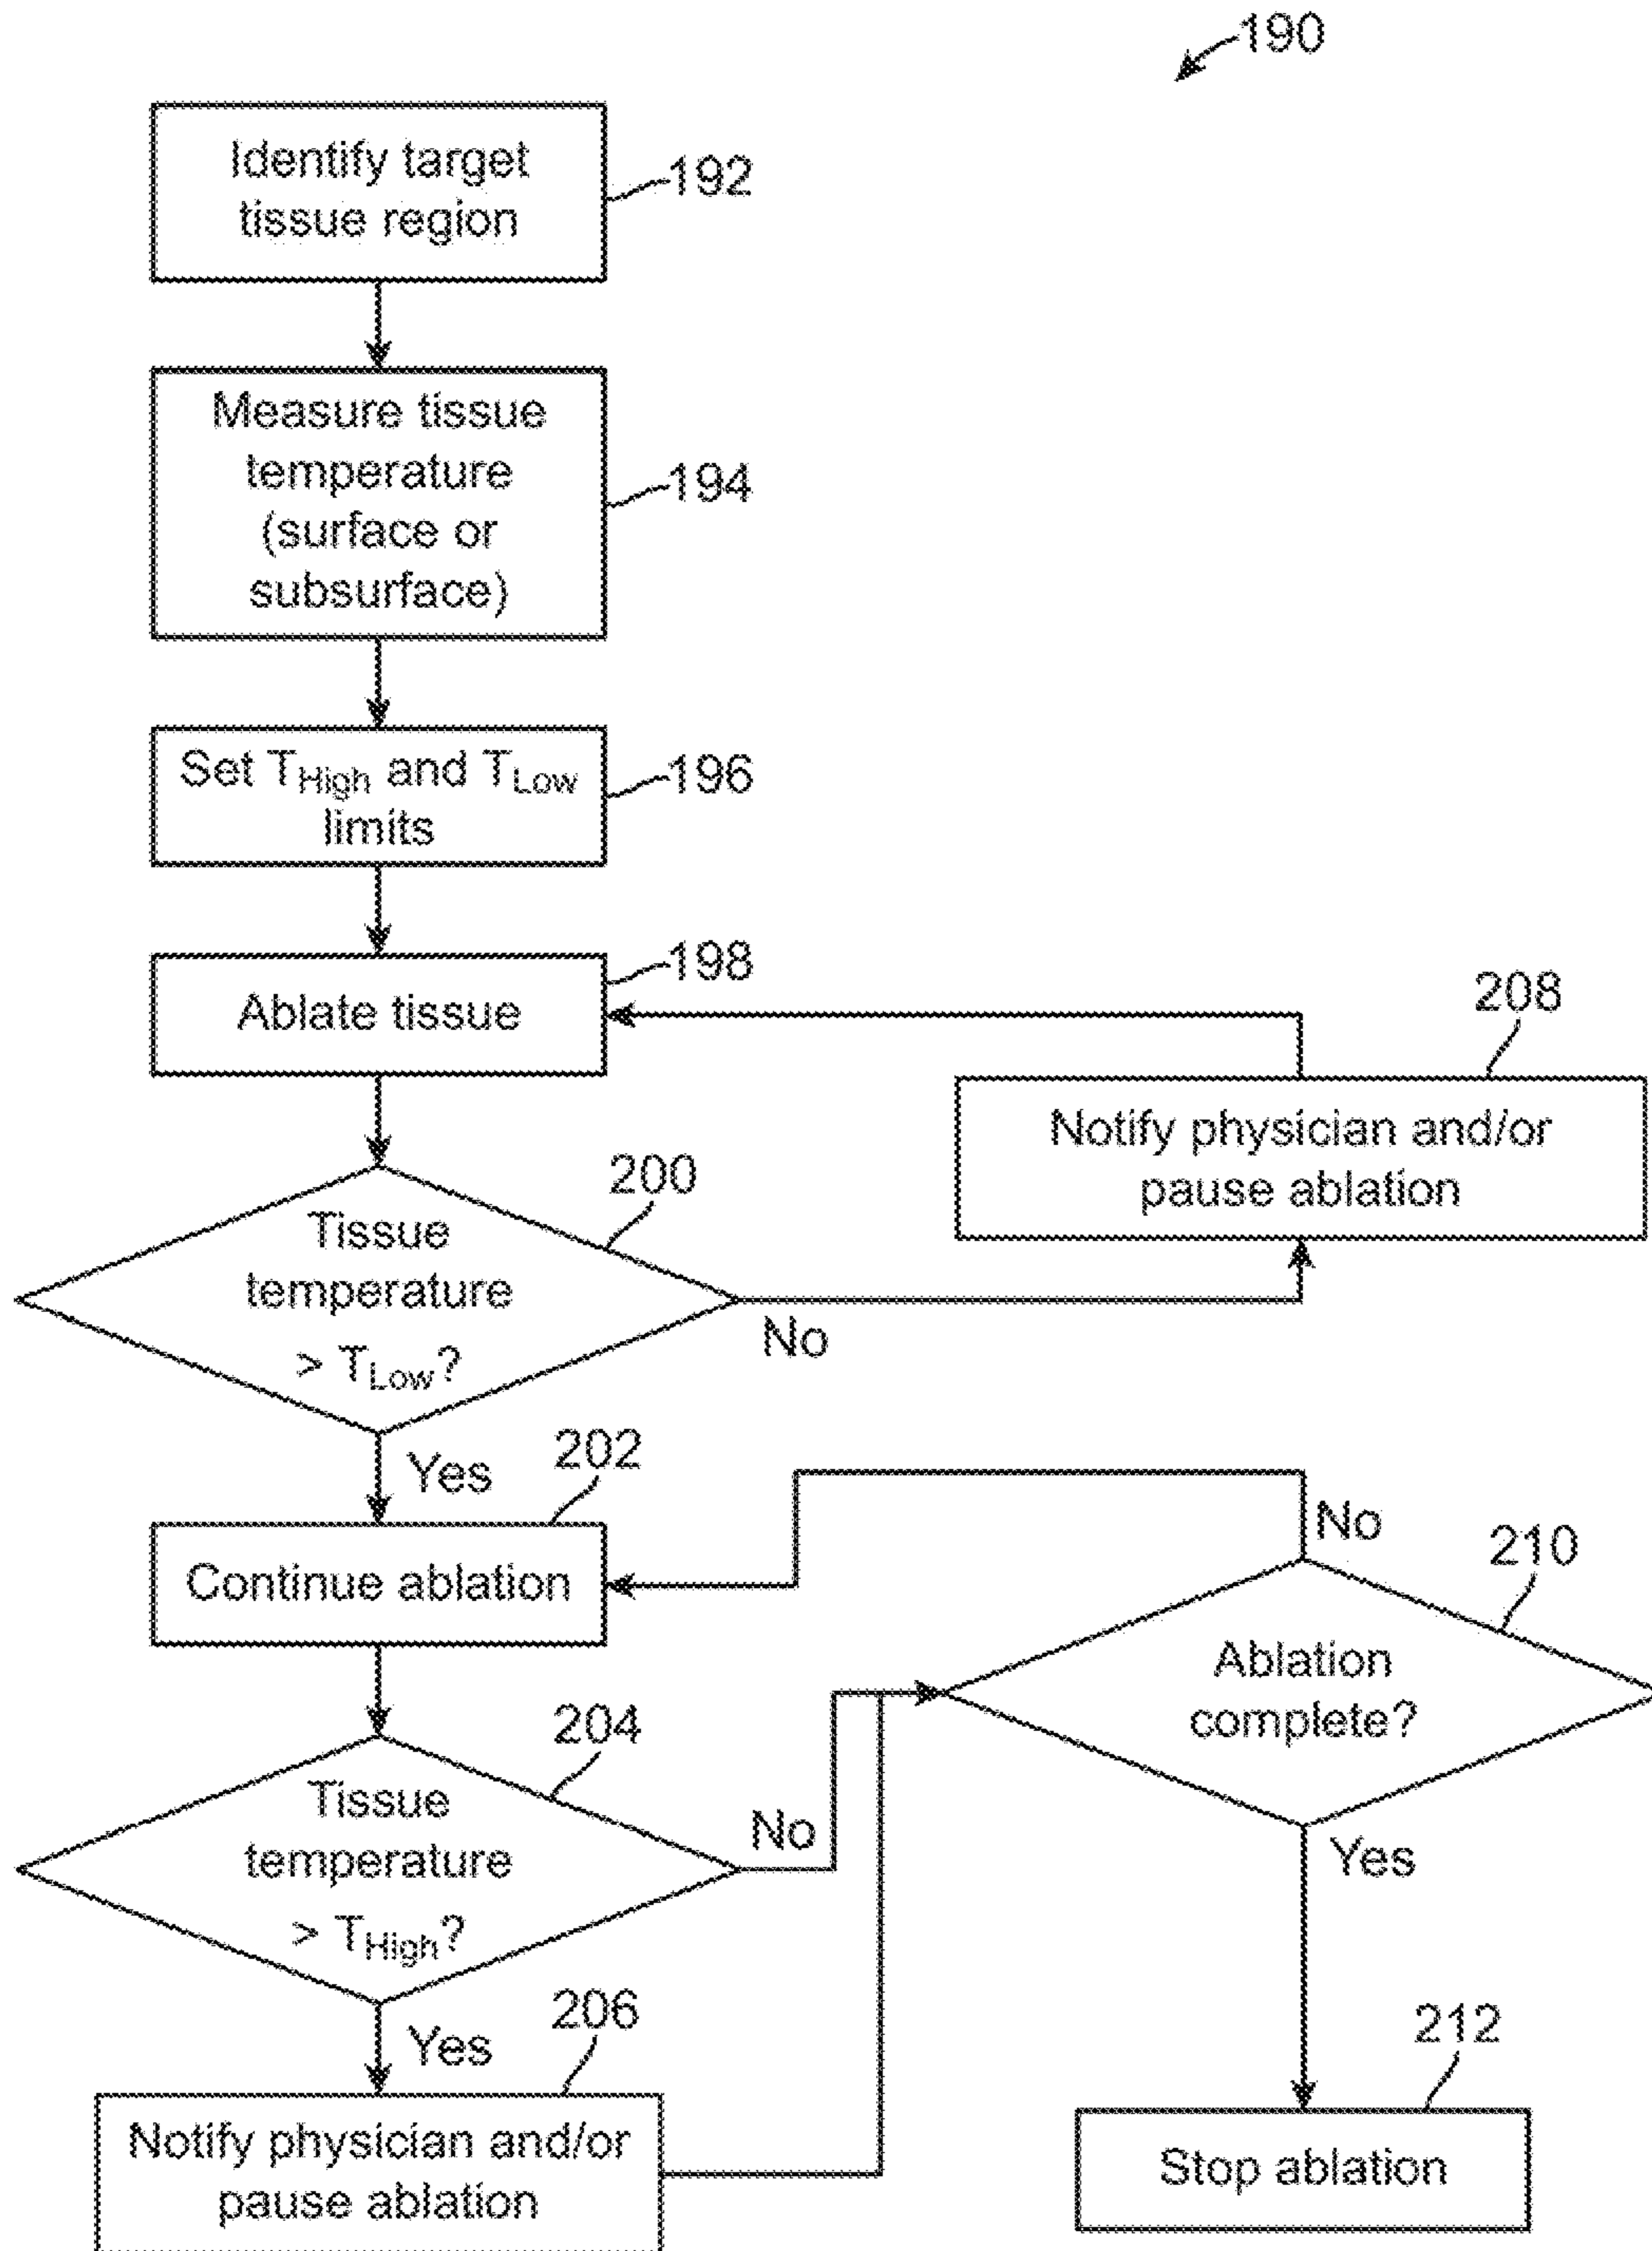 190
Identify target
tissue region
192
Measure tissue
temperature
(surface or
subsurface)
194
Set THigh and TLow
limits
196
Ablate tissue
198
208
Notify physician and/or
pause ablation
200
Tissue
temperature
> TLow?
No
Yes
202
Continue ablation
No
210
Ablation
complete?
204
Tissue
temperature
> THigh?
No
Yes
Yes
206
Notify physician and/or
pause ablation
212
Stop ablation